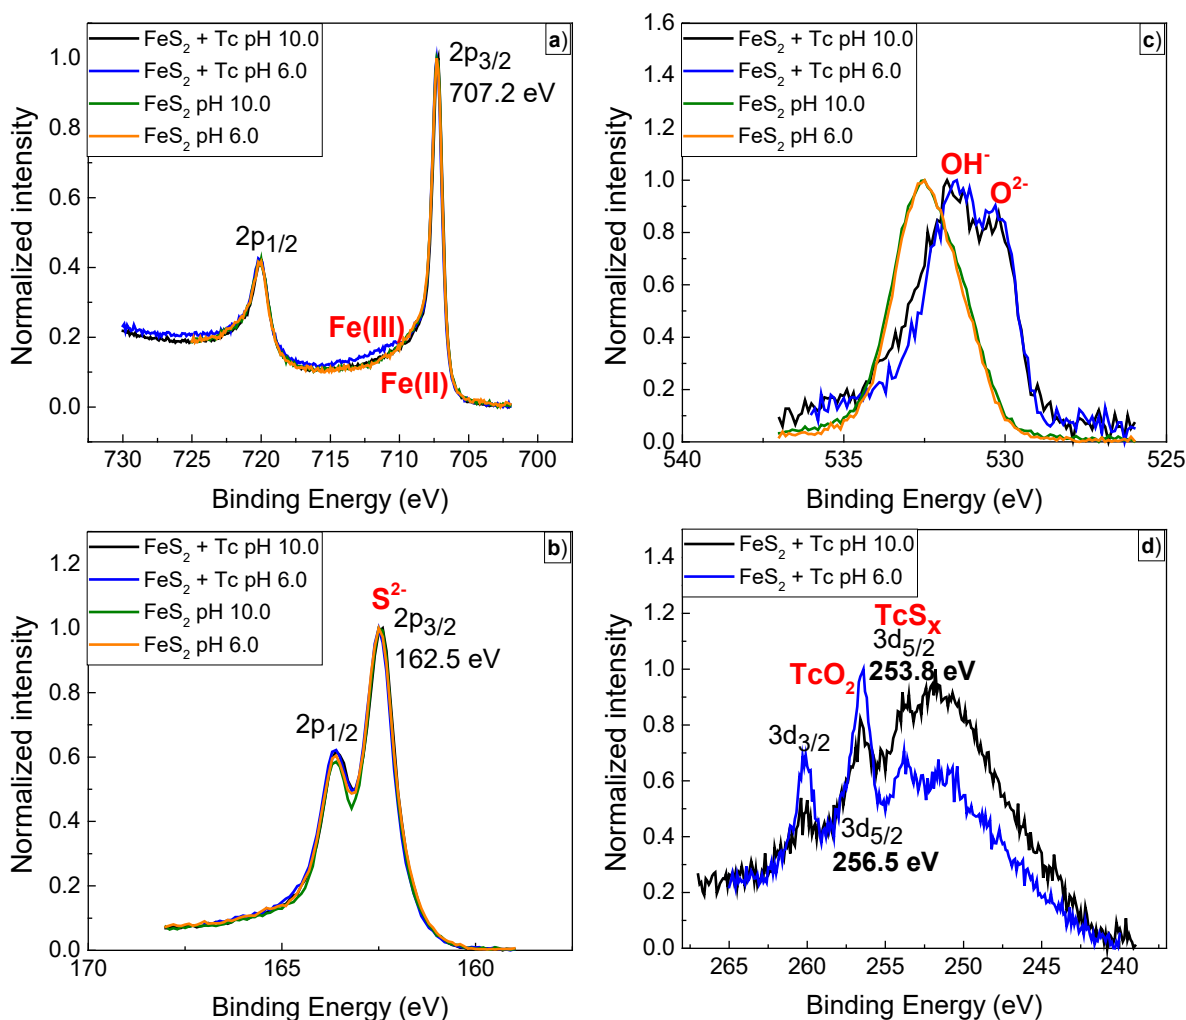 FeS₂ + Tc pH 10.0
FeS₂ + Tc pH 6.0
FeS₂ pH 10.0
FeS₂ pH 6.0
a)
2p₃/₂
707.2 eV
2p₁/₂
Fe(III)
Fe(II)
1.0
0.8
0.6
0.4
0.2
0.0
730 725 720 715 710 705 700
Normalized intensity
Binding Energy (eV)
FeS₂ + Tc pH 10.0
FeS₂ + Tc pH 6.0
FeS₂ pH 10.0
FeS₂ pH 6.0
c)
OH⁻
O²⁻
1.6
1.4
1.2
1.0
0.8
0.6
0.4
0.2
0.0
540 535 530 525
Normalized intensity
Binding Energy (eV)
FeS₂ + Tc pH 10.0
FeS₂ + Tc pH 6.0
FeS₂ pH 10.0
FeS₂ pH 6.0
b)
S²⁻
2p₃/₂
162.5 eV
2p₁/₂
1.2
1.0
0.8
0.6
0.4
0.2
0.0
170 165 160
Normalized intensity
Binding Energy (eV)
FeS₂ + Tc pH 10.0
FeS₂ + Tc pH 6.0
d)
TcSₓ
3d₅/₂
253.8 eV
TcO₂
3d₃/₂
3d₅/₂
256.5 eV
1.4
1.2
1.0
0.8
0.6
0.4
0.2
0.0
265 260 255 250 245 240
Normalized intensity
Binding Energy (eV)